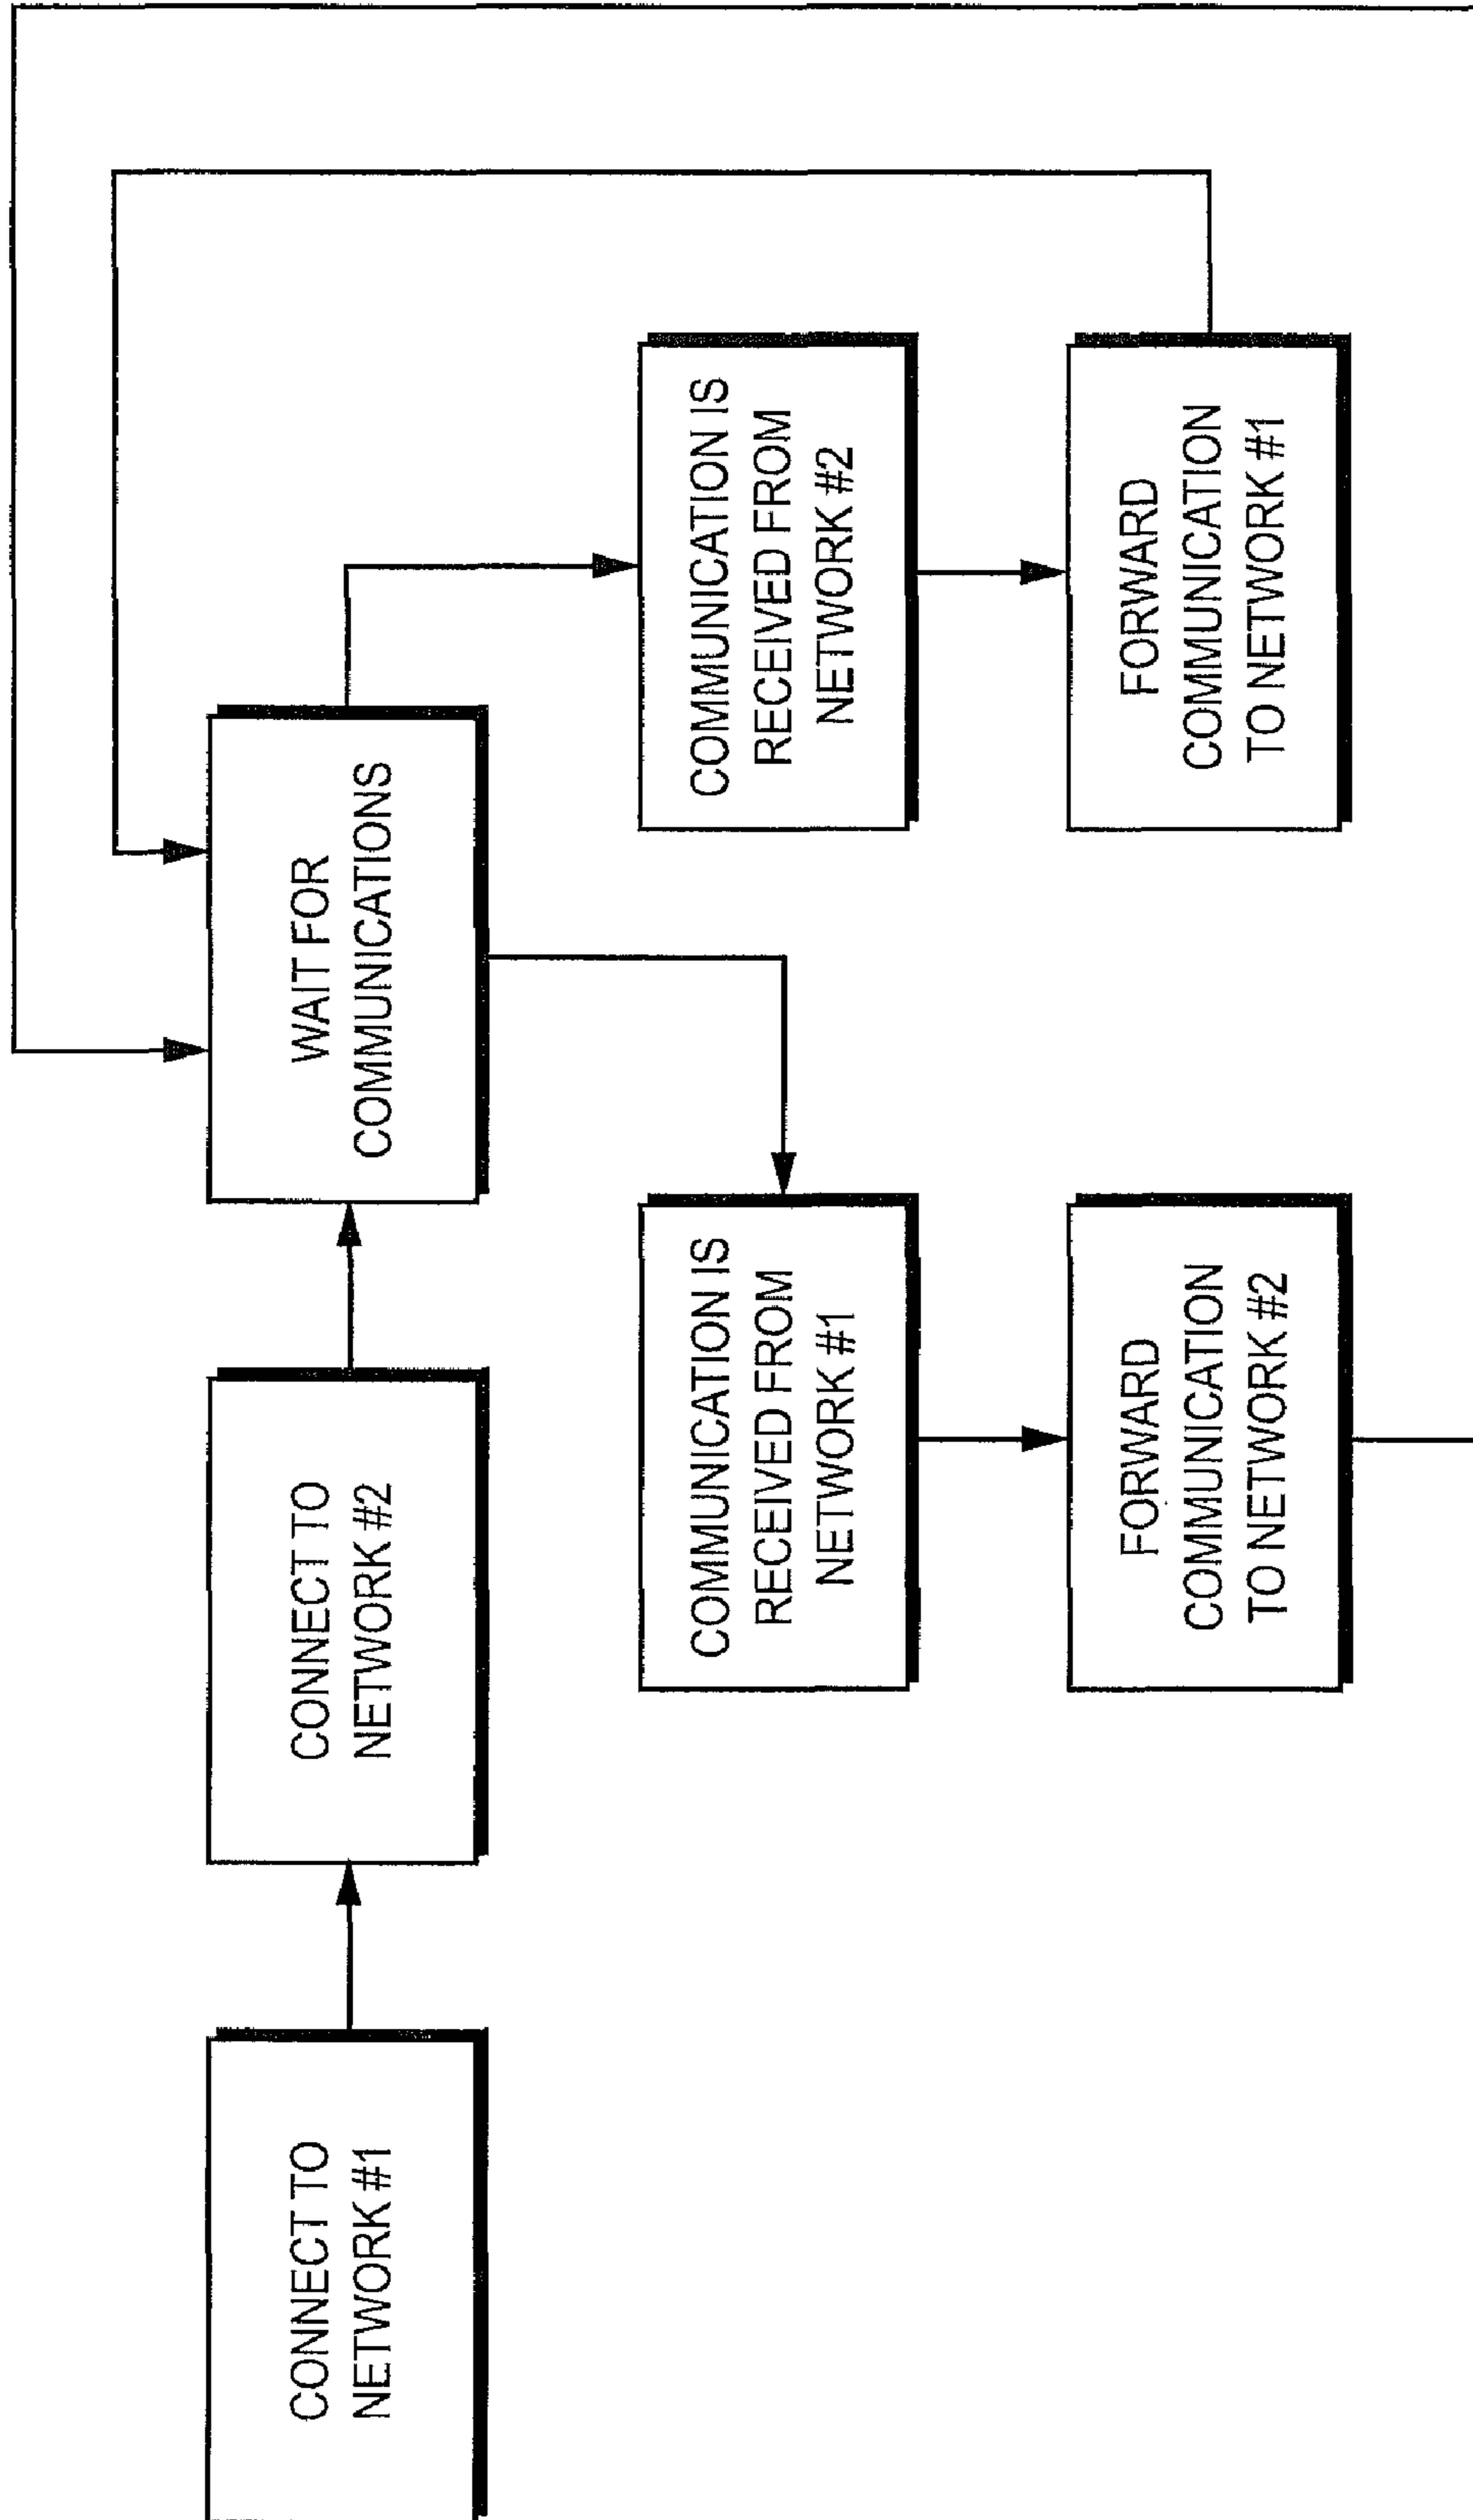 CONNECT TO
NETWORK #1
CONNECT TO
NETWORK #2
WAIT FOR
COMMUNICATIONS
COMMUNICATION IS
RECEIVED FROM
NETWORK #1
COMMUNICATION IS
RECEIVED FROM
NETWORK #2
FORWARD
COMMUNICATION
TO NETWORK #2
FORWARD
COMMUNICATION
TO NETWORK #1